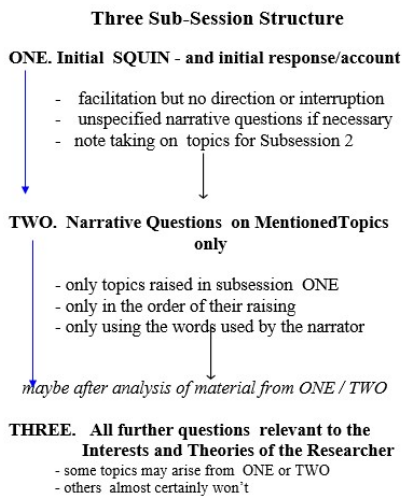 Three Sub-Session Structure
ONE. Initial SQUIN - and initial response/account
- facilitation but no direction or interruption
- unspecified narrative questions if necessary
- note taking on topics for Subsession 2
TWO. Narrative Questions on MentionedTopics
only
- only topics raised in subsession ONE
- only in the order of their raising
- only using the words used by the narrator
maybe after analysis of material from ONE / TWO
THREE. All further questions relevant to the
Interests and Theories of the Researcher
- some topics may arise from ONE or TWO
- others almost certainly won't